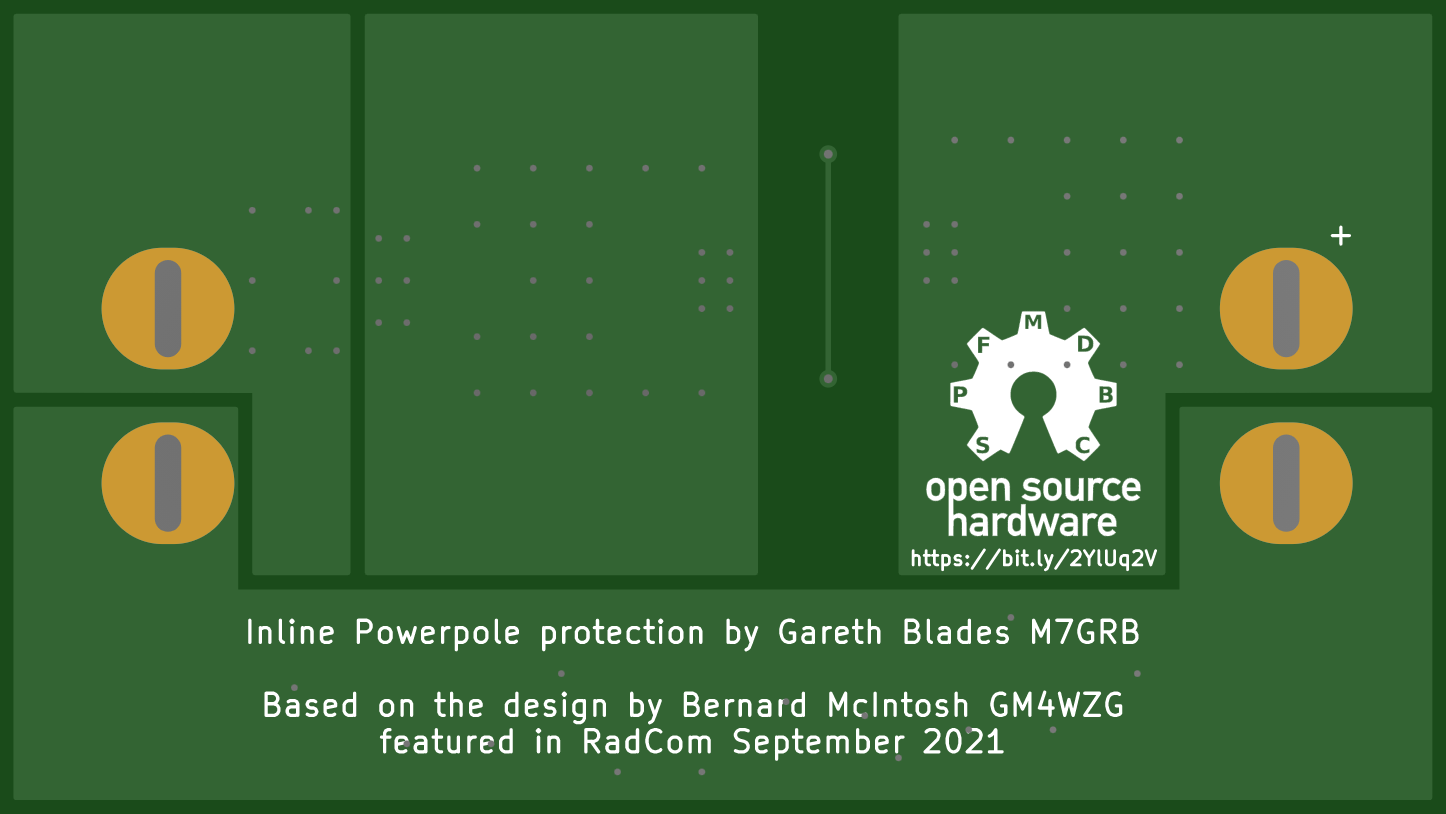 +
M
F D
P B
S C
open source
hardware
https://bit.ly/2YlUq2V
Inline Powerpole protection by Gareth Blades M7GRB
Based on the design by Bernard McIntosh GM4WZG
featured in RadCom September 2021